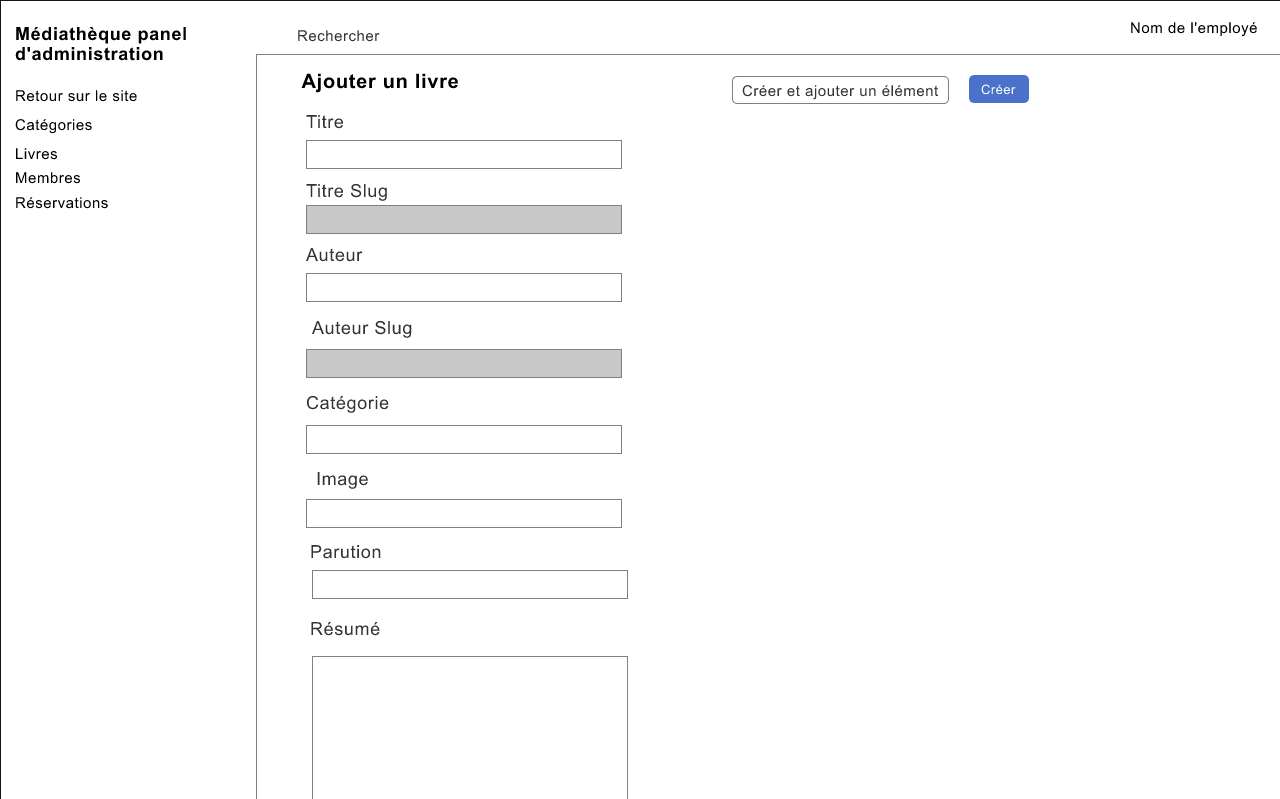 Médiathèque panel
d'administration
Retour sur le site
Catégories
Livres
Membres
Réservations
Rechercher
Nom de l'employé
Ajouter un livre
Créer et ajouter un élément
Créer
Titre
Titre Slug
Auteur
Auteur Slug
Catégorie
Image
Parution
Résumé